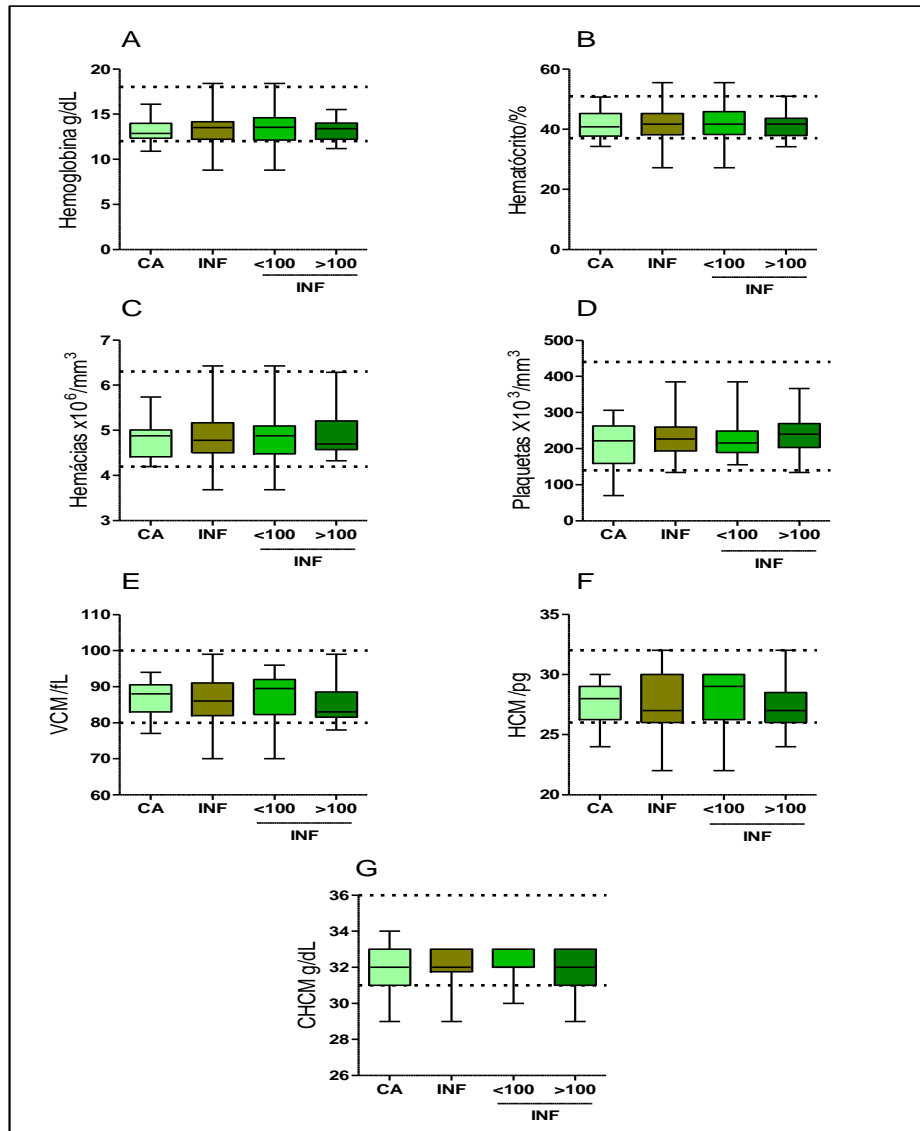 A
Hemoglobina g/dL
20
15
10
5
0
CA INF <100 >100
INF
B
Hematócrito/%
60
40
20
0
CA INF <100 >100
INF
C
Hemácias x10⁶/mm³
7
6
5
4
3
CA INF <100 >100
INF
D
Plaquetas X10³/mm³
500
400
300
200
100
0
CA INF <100 >100
INF
E
VCM /fL
110
100
90
80
70
60
CA INF <100 >100
INF
F
HCM /pg
35
30
25
20
CA INF <100 >100
INF
G
CHCM g/dL
36
34
32
30
28
26
CA INF <100 >100
INF